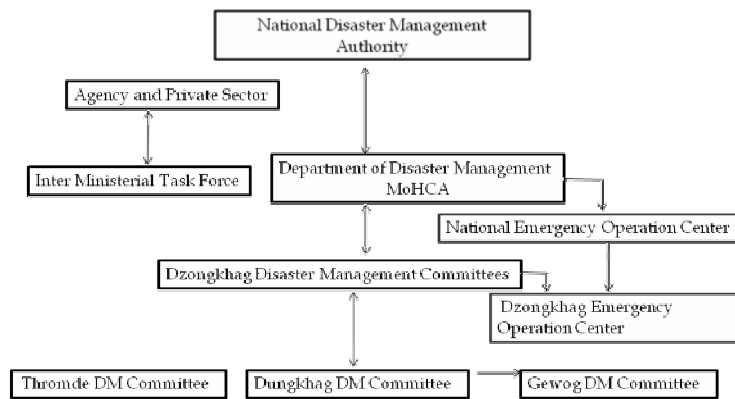 National Disaster Management
Authority
Agency and Private Sector
Inter Ministerial Task Force
Department of Disaster Management
MoHCA
National Emergency Operation Center
Dzongkhag Disaster Management Committees
Dzongkhag Emergency
Operation Center
Thromde DM Committee
Dungkhag DM Committee
Gewog DM Committee